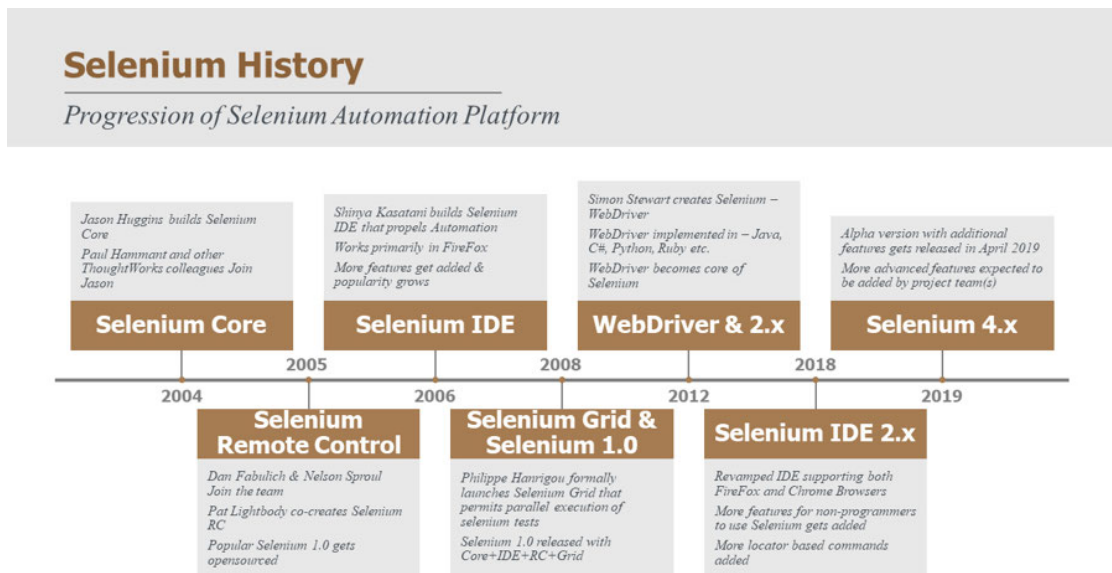 Selenium History
Progression of Selenium Automation Platform
Jason Huggins builds Selenium
Core
Paul Hammant and other
ThoughtWorks colleagues Join
Jason
Selenium Core
Shinya Kasatani builds Selenium
IDE that propels Automation
Works primarily in FireFox
More features get added &
popularity grows
Selenium IDE
Simon Stewart creates Selenium –
WebDriver
WebDriver implemented in – Java,
C#, Python, Ruby etc.
WebDriver becomes core of
Selenium
WebDriver & 2.x
Alpha version with additional
features gets released in April 2019
More advanced features expected to
be added by project team(s)
Selenium 4.x
2005
2008
2018
2004
2006
2012
2019
Selenium
Remote Control
Dan Fabulich & Nelson Sproul
Join the team
Pat Lightbody co-creates Selenium
RC
Popular Selenium 1.0 gets
opensourced
Selenium Grid &
Selenium 1.0
Philippe Hanrigou formally
launches Selenium Grid that
permits parallel execution of
selenium tests
Selenium 1.0 released with
Core+IDE+RC+Grid
Selenium IDE 2.x
Revamped IDE supporting both
FireFox and Chrome Browsers
More features for non-programmers
to use Selenium gets added
More locator based commands
added